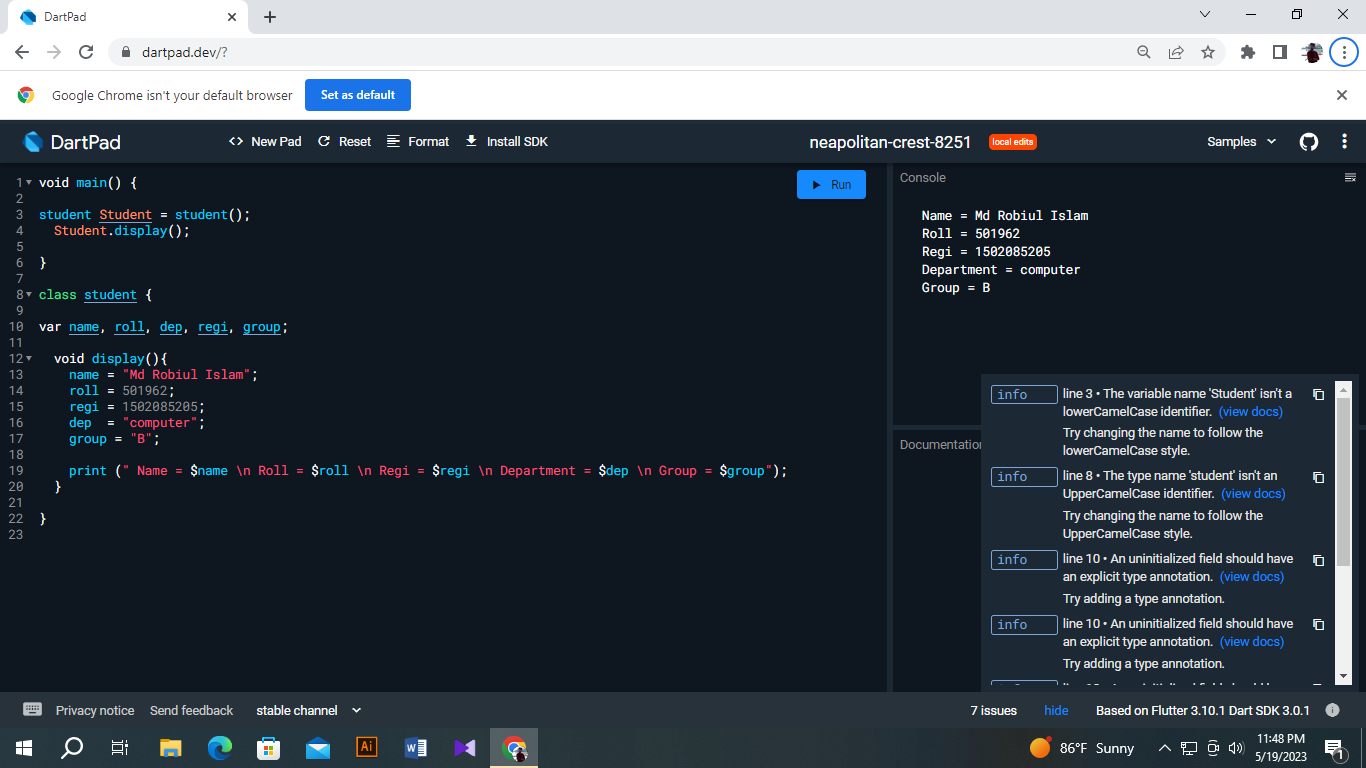 DartPad
dartpad.dev/?
Google Chrome isn't your default browser
Set as default
DartPad
<> New Pad
Reset
Format
Install SDK
neapolitan-crest-8251
local edits
Samples
Run
1 void main() {
2
3 student Student = student();
4 Student.display();
5
6 }
7
8 class student {
9
10 var name, roll, dep, regi, group;
11
12 void display(){
13 name = "Md Robiul Islam";
14 roll = 501962;
15 regi = 1502085205;
16 dep = "computer";
17 group = "B";
18
19 print (" Name = $name \n Roll = $roll \n Regi = $regi \n Department = $dep \n Group = $group");
20 }
21
22 }
23
Console
Name = Md Robiul Islam
Roll = 501962
Regi = 1502085205
Department = computer
Group = B
Documentation
info line 3 • The variable name 'Student' isn't a
lowerCamelCase identifier. (view docs)
Try changing the name to follow the
lowerCamelCase style.
info line 8 • The type name 'student' isn't an
UpperCamelCase identifier. (view docs)
Try changing the name to follow the
UpperCamelCase style.
info line 10 • An uninitialized field should have
an explicit type annotation. (view docs)
Try adding a type annotation.
info line 10 • An uninitialized field should have
an explicit type annotation. (view docs)
Try adding a type annotation.
Privacy notice
Send feedback
stable channel
7 issues
hide
Based on Flutter 3.10.1 Dart SDK 3.0.1
Ai
W
86°F Sunny
11:48 PM
5/19/2023
1